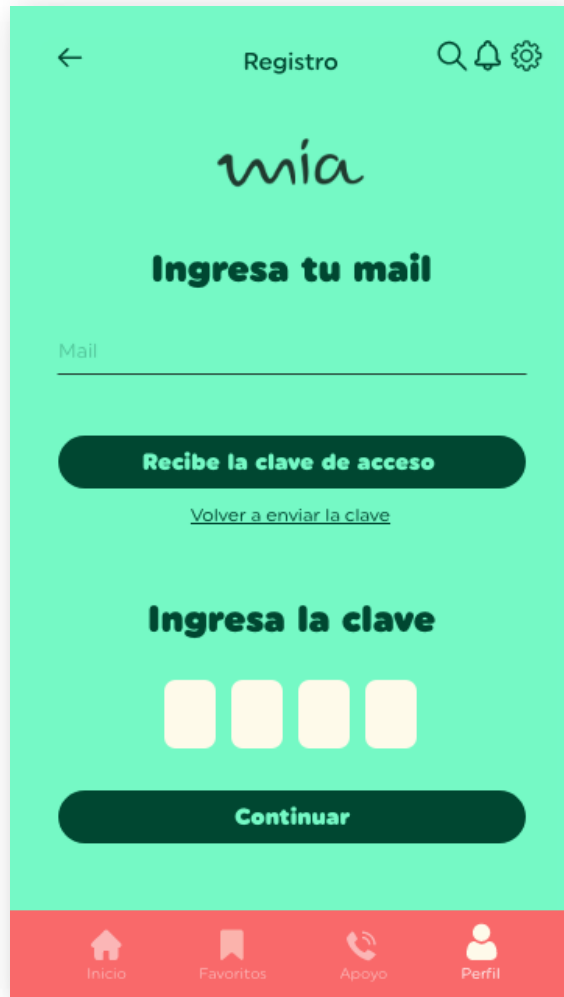 Registro
mía
Ingresa tu mail
Mail
Recibe la clave de acceso
Volver a enviar la clave
Ingresa la clave
Continuar
Inicio
Favoritos
Apoyo
Perfil